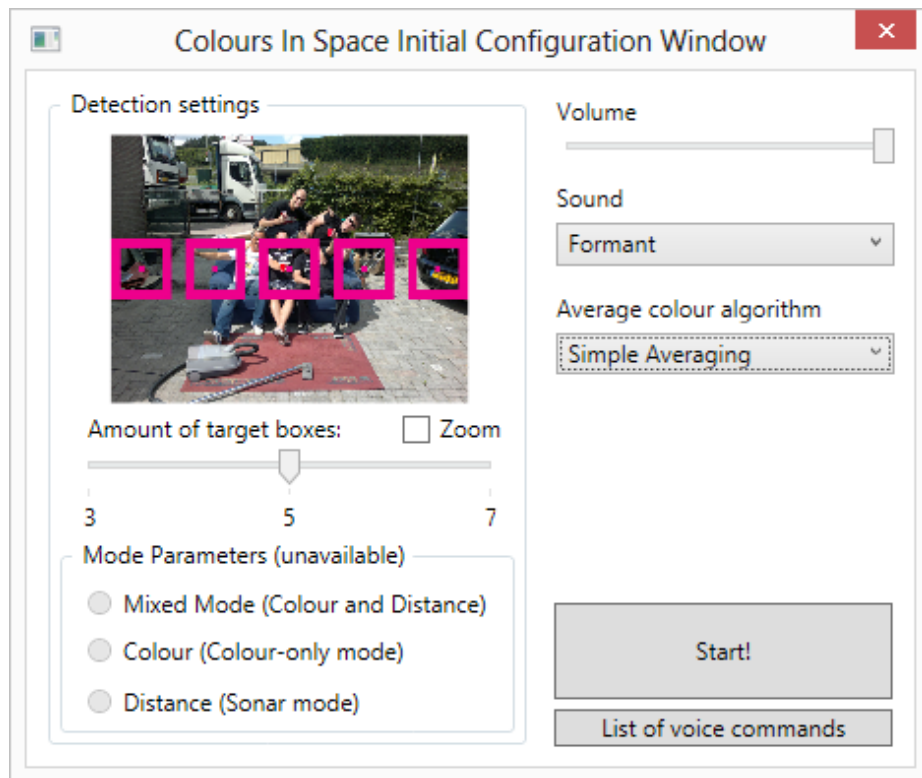 Colours In Space Initial Configuration Window
Detection settings
Amount of target boxes:
Zoom
3 5 7
Mode Parameters (unavailable)
Mixed Mode (Colour and Distance)
Colour (Colour-only mode)
Distance (Sonar mode)
Volume
Sound
Formant
Average colour algorithm
Simple Averaging
Start!
List of voice commands